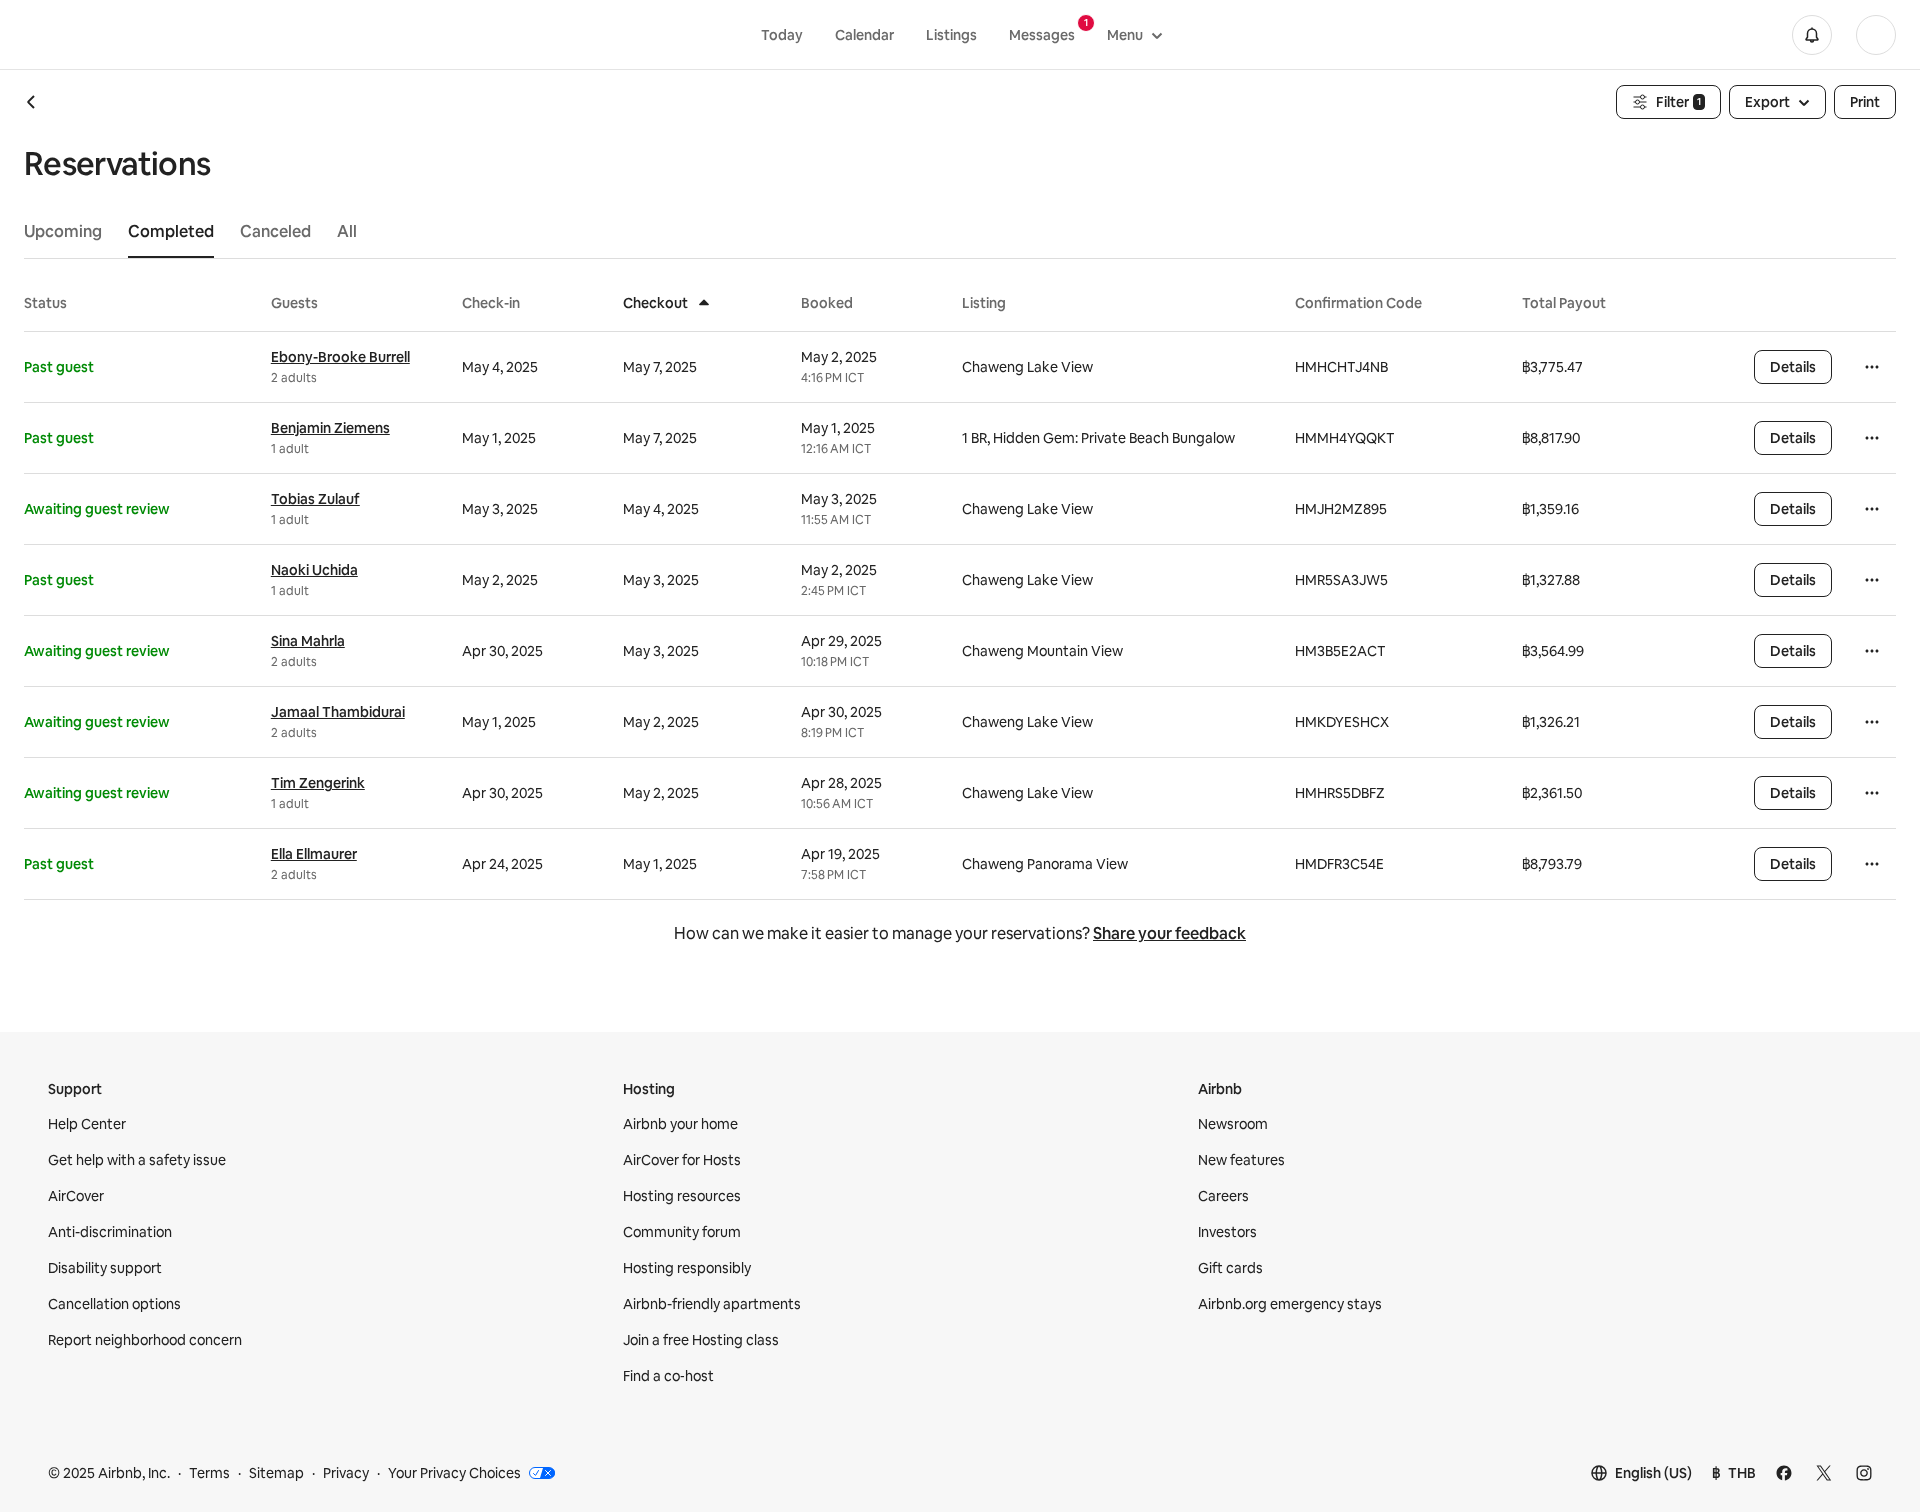 Today Calendar Listings Messages 1 Menu
Filter 1 Export Print
Reservations
Upcoming Completed Canceled All
Status Guests Check-in Checkout Booked Listing Confirmation Code Total Payout
Past guest Ebony-Brooke Burrell May 4, 2025 May 7, 2025 May 2, 2025 Chaweng Lake View HMHCHTJ4NB ฿3,775.47 Details
2 adults 4:16 PM ICT
Past guest Benjamin Ziemens May 1, 2025 May 7, 2025 May 1, 2025 1 BR, Hidden Gem: Private Beach Bungalow HMMH4YQQKT ฿8,817.90 Details
1 adult 12:16 AM ICT
Awaiting guest review Tobias Zulauf May 3, 2025 May 4, 2025 May 3, 2025 Chaweng Lake View HMJH2MZ895 ฿1,359.16 Details
1 adult 11:55 AM ICT
Past guest Naoki Uchida May 2, 2025 May 3, 2025 May 2, 2025 Chaweng Lake View HMR5SA3JW5 ฿1,327.88 Details
1 adult 2:45 PM ICT
Awaiting guest review Sina Mahrla Apr 30, 2025 May 3, 2025 Apr 29, 2025 Chaweng Mountain View HM3B5E2ACT ฿3,564.99 Details
2 adults 10:18 PM ICT
Awaiting guest review Jamaal Thambidurai May 1, 2025 May 2, 2025 Apr 30, 2025 Chaweng Lake View HMKDYESHCX ฿1,326.21 Details
2 adults 8:19 PM ICT
Awaiting guest review Tim Zengerink Apr 30, 2025 May 2, 2025 Apr 28, 2025 Chaweng Lake View HMHRS5DBFZ ฿2,361.50 Details
1 adult 10:56 AM ICT
Past guest Ella Ellmaurer Apr 24, 2025 May 1, 2025 Apr 19, 2025 Chaweng Panorama View HMDFR3C54E ฿8,793.79 Details
2 adults 7:58 PM ICT
How can we make it easier to manage your reservations? Share your feedback
Support
Help Center
Get help with a safety issue
AirCover
Anti-discrimination
Disability support
Cancellation options
Report neighborhood concern
Hosting
Airbnb your home
AirCover for Hosts
Hosting resources
Community forum
Hosting responsibly
Airbnb-friendly apartments
Join a free Hosting class
Find a co-host
Airbnb
Newsroom
New features
Careers
Investors
Gift cards
Airbnb.org emergency stays
© 2025 Airbnb, Inc. · Terms · Sitemap · Privacy · Your Privacy Choices English (US) ฿ THB